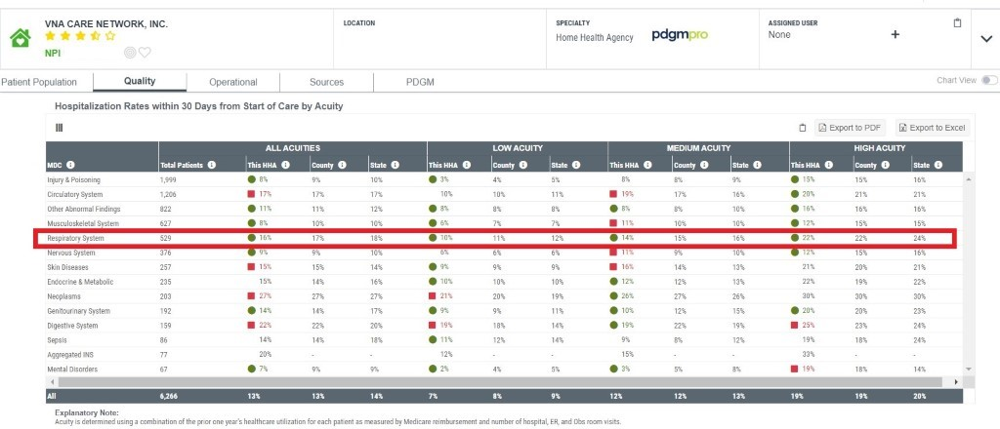 VNA CARE NETWORK, INC.
NPI
LOCATION
SPECIALTY
Home Health Agency
pdgmpro
ASSIGNED USER
None
+
Patient Population Quality Operational Sources PDGM Chart View
Hospitalization Rates within 30 Days from Start of Care by Acuity
Export to PDF Export to Excel
ALL ACUITIES LOW ACUITY MEDIUM ACUITY HIGH ACUITY
MDC Total Patients This HHA County State This HHA County State This HHA County State This HHA County State
Injury & Poisoning 1,999 8% 9% 10% 3% 4% 5% 8% 8% 9% 15% 15% 16%
Circulatory System 1,206 17% 17% 17% 10% 10% 11% 19% 17% 16% 20% 21% 21%
Other Abnormal Findings 822 11% 11% 12% 8% 8% 8% 8% 8% 10% 16% 16% 16%
Musculoskeletal System 627 8% 10% 10% 6% 7% 7% 11% 10% 10% 12% 15% 15%
Respiratory System 529 16% 17% 18% 10% 11% 12% 14% 15% 16% 22% 22% 24%
Nervous System 376 9% 9% 10% 6% 6% 6% 11% 9% 10% 12% 15% 16%
Skin Diseases 257 15% 15% 14% 9% 9% 9% 16% 14% 13% 21% 20% 21%
Endocrine & Metabolic 235 15% 14% 16% 10% 10% 10% 12% 12% 13% 22% 19% 22%
Neoplasms 203 27% 27% 27% 21% 20% 19% 26% 27% 26% 30% 30% 30%
Genitourinary System 192 14% 14% 17% 9% 9% 11% 10% 12% 15% 20% 20% 23%
Digestive System 159 22% 22% 20% 19% 18% 14% 19% 22% 19% 25% 23% 24%
Sepsis 86 14% 14% 18% 11% 12% 14% 9% 8% 12% 19% 18% 24%
Aggregated INS 77 20% - - 12% - - 15% - - 33% - -
Mental Disorders 67 7% 9% 9% 2% 4% 5% 3% 5% 8% 19% 18% 14%
All 6,266 13% 13% 14% 7% 8% 9% 12% 12% 13% 19% 19% 20%
Explanatory Note:
Acuity is determined using a combination of the prior one year's healthcare utilization for each patient as measured by Medicare reimbursement and number of hospital, ER, and Obs room visits.